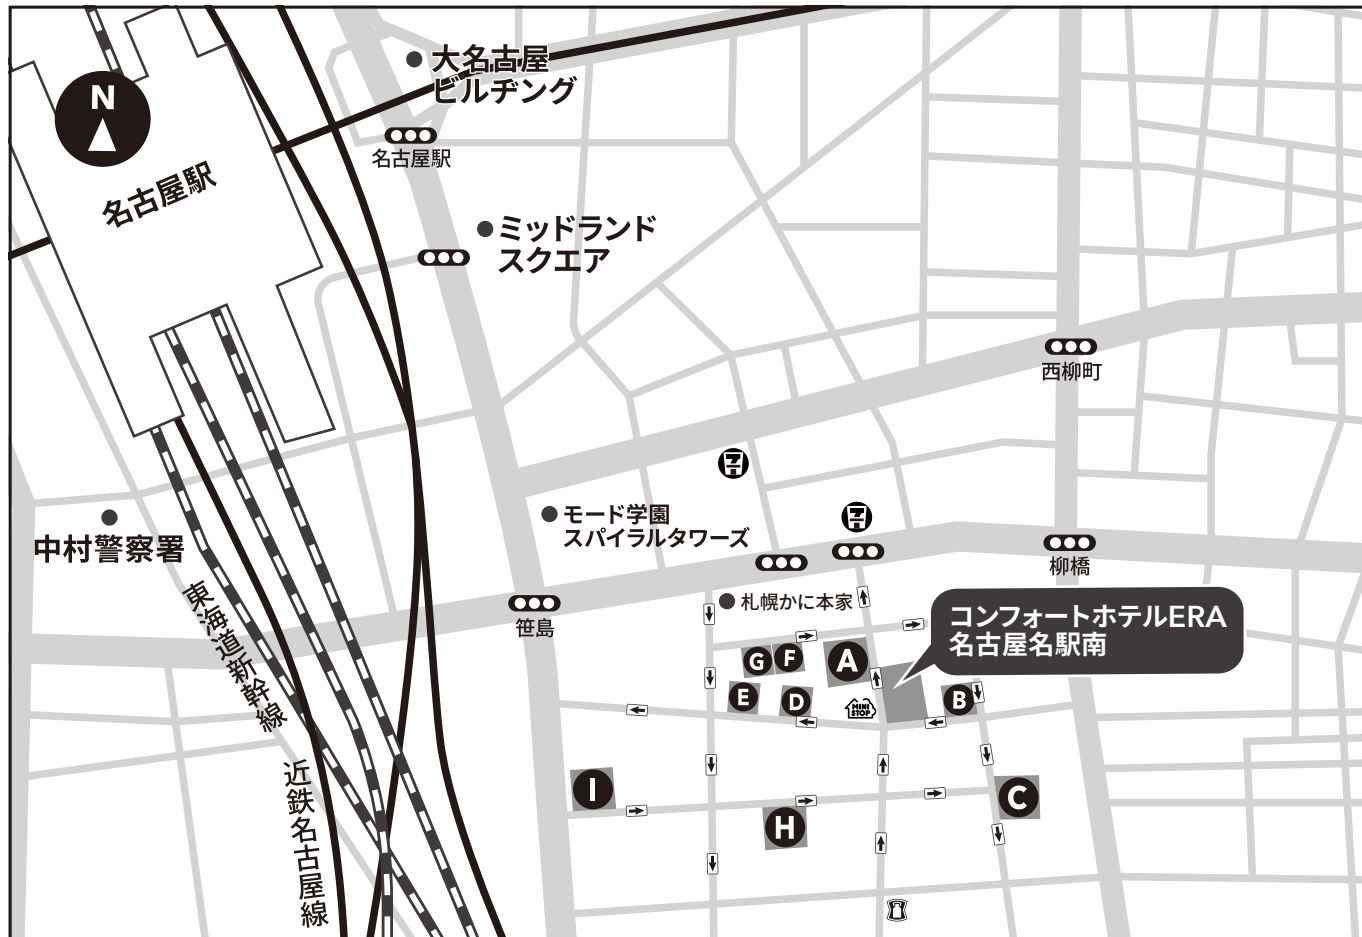 N
名古屋駅
大名古屋
ビルヂング
名古屋駅
ミッドランド
スクエア
西柳町
モード学園
スパイラルタワーズ
中村警察署
柳橋
札幌かに本家
笹島
コンフォートホテルERA
名古屋名駅南
東海道新幹線
近鉄名古屋線
G
F
A
E
D
MINI
STOP
B
I
H
C